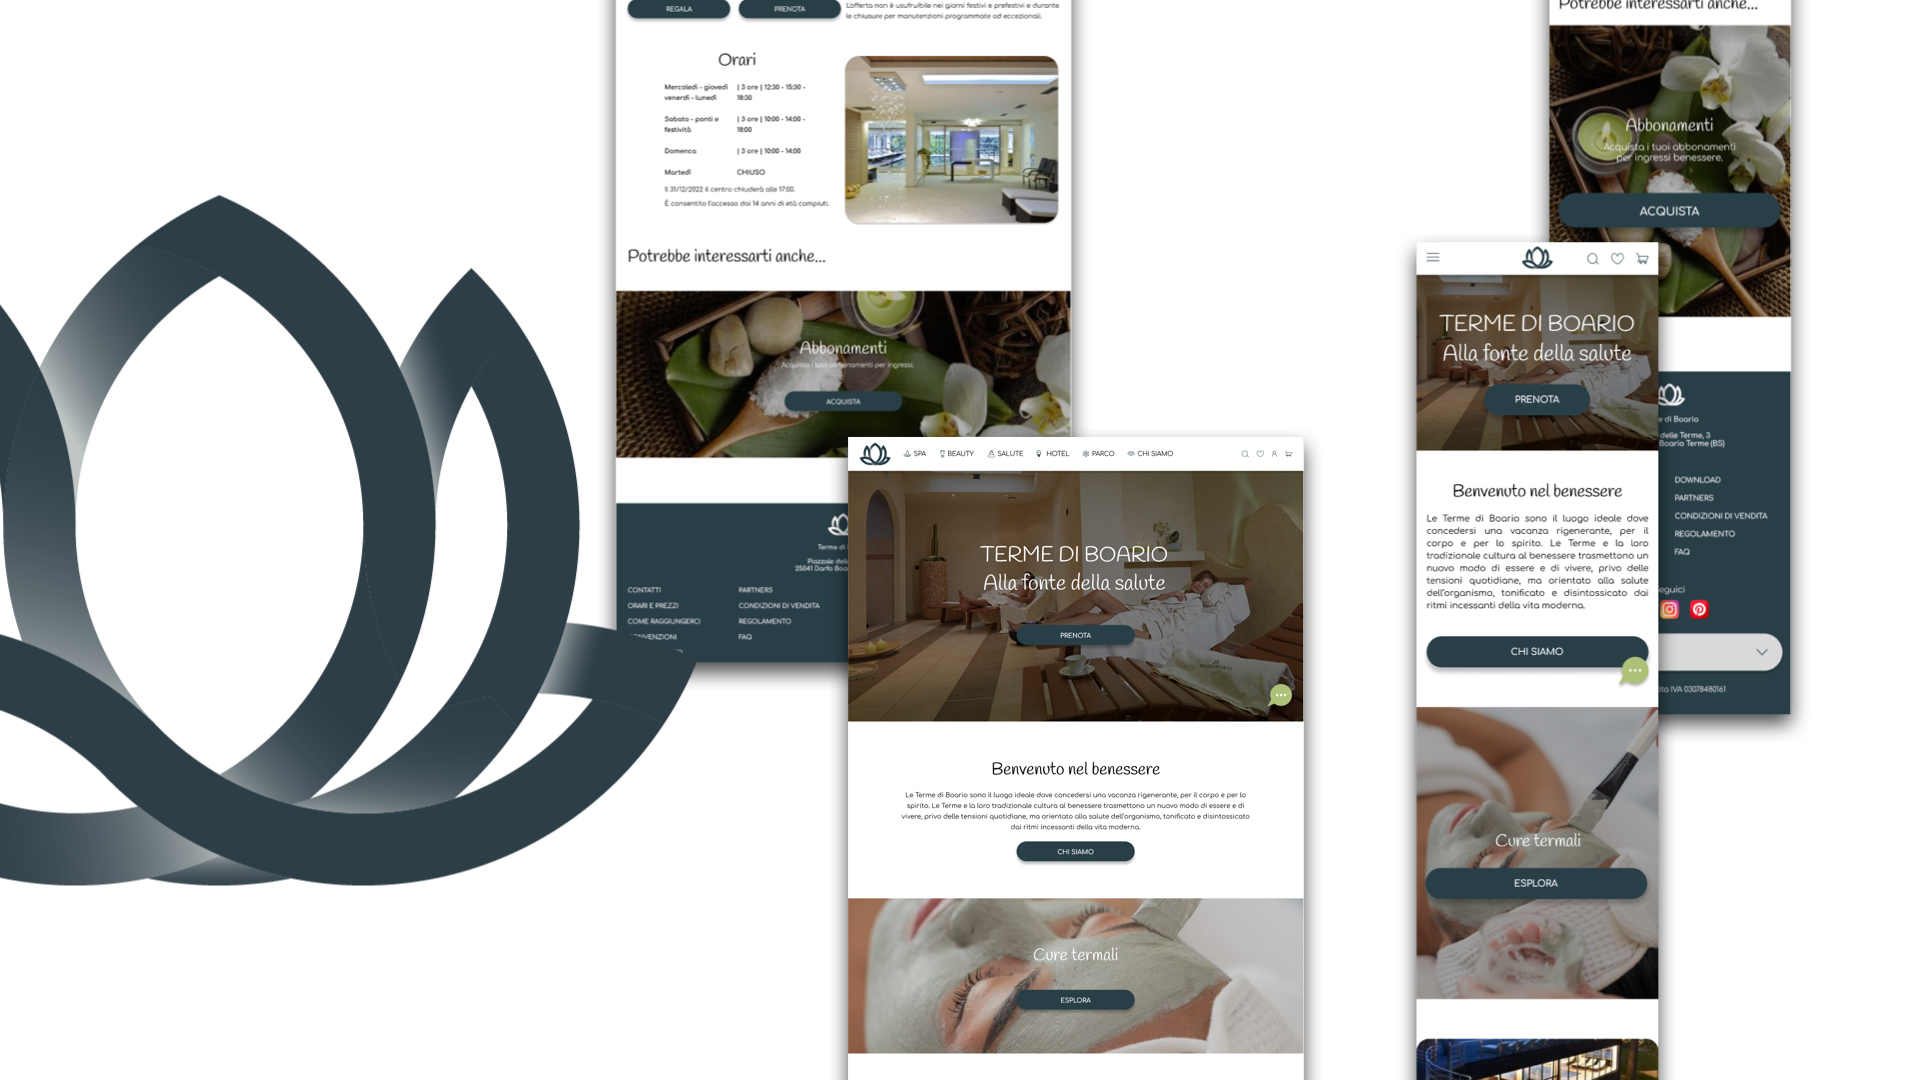 REGALA
PRENOTA
L'offerta non è usufruibile nei giorni festivi e prefestivi e durante
le chiusure per manutenzioni programmate od eccezionali.
Orari
Mercoledì - giovedì
venerdì - lunedì
| 3 ore | 12:30 - 15:30 -
18:30
Sabato - ponti e
festività
| 3 ore | 10:00 - 14:00 -
18:00
Domenca
| 3 ore | 10:00 - 14:00
Martedì
CHIUSO
Il 31/12/2022 il centro chiuderà alle 17:00.
È consentito l'accesso dai 14 anni di età compiuti.
Potrebbe interessarti anche...
Abbonamenti
Acquista i tuoi abbonamenti per ingressi.
ACQUISTA
Terme di
Piazzale dell
25041 Darfo Boa
CONTATTI
ORARI E PREZZI
COME RAGGIUNGERCI
CONVENZIONI
PARTNERS
CONDIZIONI DI VENDITA
REGOLAMENTO
FAQ
SPA
BEAUTY
SALUTE
HOTEL
PARCO
CHI SIAMO
TERME DI BOARIO
Alla fonte della salute
PRENOTA
Benvenuto nel benessere
Le Terme di Boario sono il luogo ideale dove concedersi una vacanza rigenerante, per il corpo e per lo
spirito. Le Terme e la loro tradizionale cultura al benessere trasmettono un nuovo modo di essere e di
vivere, privo delle tensioni quotidiane, ma orientato alla salute dell'organismo, tonificato e disintossicato
dai ritmi incessanti della vita moderna.
CHI SIAMO
Cure termali
ESPLORA
Potrebbe interessarti anche...
Abbonamenti
Acquista i tuoi abbonamenti
per ingressi benessere.
ACQUISTA
e di Boario
delle Terme, 3
Boario Terme (BS)
DOWNLOAD
PARTNERS
CONDIZIONI DI VENDITA
REGOLAMENTO
FAQ
eguici
ita IVA 03078480161
TERME DI BOARIO
Alla fonte della salute
PRENOTA
Benvenuto nel benessere
Le Terme di Boario sono il luogo ideale dove
concedersi una vacanza rigenerante, per il
corpo e per lo spirito. Le Terme e la loro
tradizionale cultura al benessere trasmettono un
nuovo modo di essere e di vivere, privo delle
tensioni quotidiane, ma orientato alla salute
dell'organismo, tonificato e disintossicato dai
ritmi incessanti della vita moderna.
CHI SIAMO
Cure termali
ESPLORA